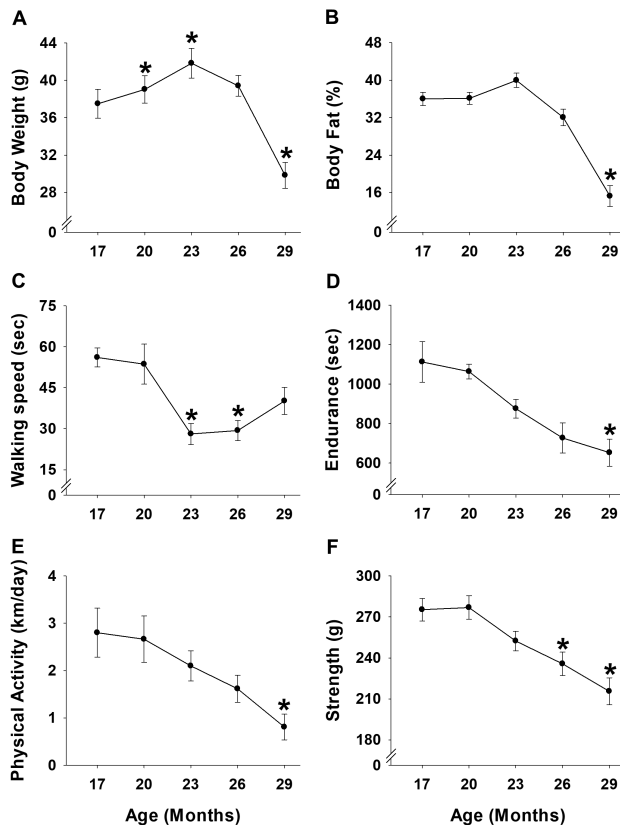 A
Body Weight (g)
44
40
36
32
28
0
17 20 23 26 29
* * *
B
Body Fat (%)
48
40
32
24
16
0
17 20 23 26 29
*
C
Walking speed (sec)
75
60
45
30
15
0
17 20 23 26 29
* *
D
Endurance (sec)
1400
1200
1000
800
600
0
17 20 23 26 29
*
E
Physical Activity (km/day)
4
3
2
1
0
17 20 23 26 29
*
Age (Months)
F
Strength (g)
300
270
240
210
180
0
17 20 23 26 29
* *
Age (Months)